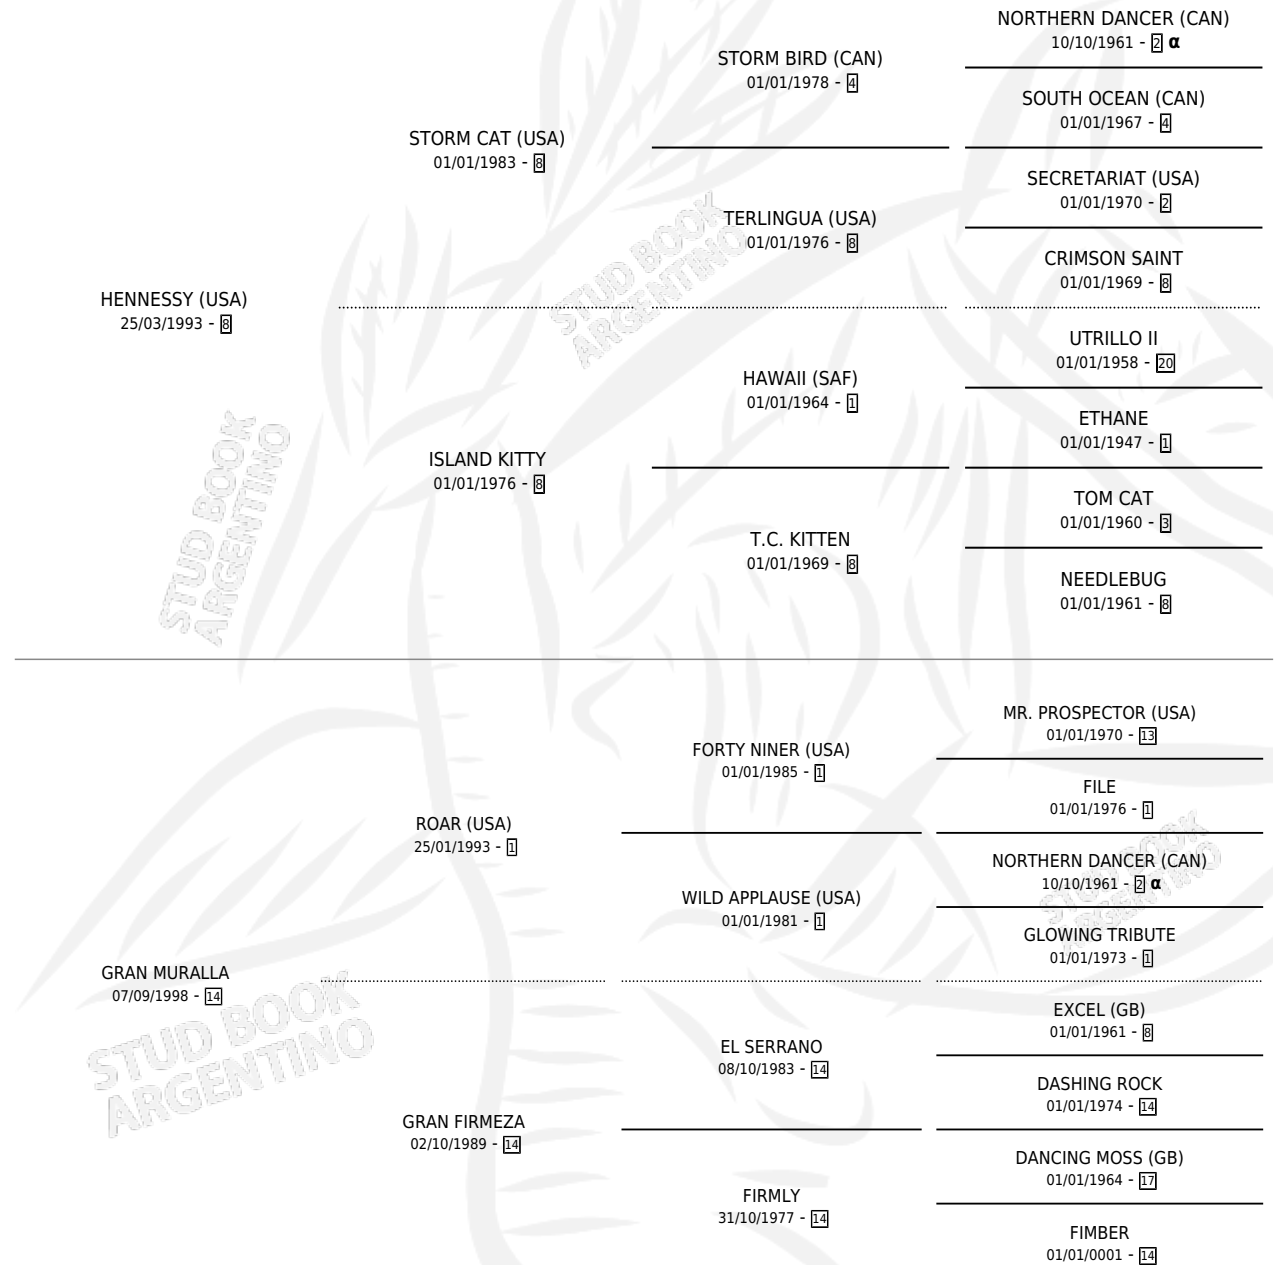 NORTHERN DANCER (CAN)
10/10/1961 - 2 α
STORM BIRD (CAN)
01/01/1978 - 4
SOUTH OCEAN (CAN)
01/01/1967 - 4
STORM CAT (USA)
01/01/1983 - 8
SECRETARIAT (USA)
01/01/1970 - 2
TERLINGUA (USA)
01/01/1976 - 8
CRIMSON SAINT
01/01/1969 - 8
HENNESSY (USA)
25/03/1993 - 8
UTRILLO II
01/01/1958 - 20
HAWAII (SAF)
01/01/1964 - 1
ETHANE
01/01/1947 - 1
ISLAND KITTY
01/01/1976 - 8
TOM CAT
01/01/1960 - 3
T.C. KITTEN
01/01/1969 - 8
NEEDLEBUG
01/01/1961 - 8
MR. PROSPECTOR (USA)
01/01/1970 - 13
FORTY NINER (USA)
01/01/1985 - 1
FILE
01/01/1976 - 1
ROAR (USA)
25/01/1993 - 1
NORTHERN DANCER (CAN)
10/10/1961 - 2 α
WILD APPLAUSE (USA)
01/01/1981 - 1
GLOWING TRIBUTE
01/01/1973 - 1
GRAN MURALLA
07/09/1998 - 14
EXCEL (GB)
01/01/1961 - 8
EL SERRANO
08/10/1983 - 14
DASHING ROCK
01/01/1974 - 14
GRAN FIRMEZA
02/10/1989 - 14
DANCING MOSS (GB)
01/01/1964 - 17
FIRMLY
31/10/1977 - 14
FIMBER
01/01/0001 - 14
STUD BOOK
ARGENTINO
STUD BOOK
ARGENTINO
STUD BOOK
ARGENTINO
STUD BOOK
ARGENTINO